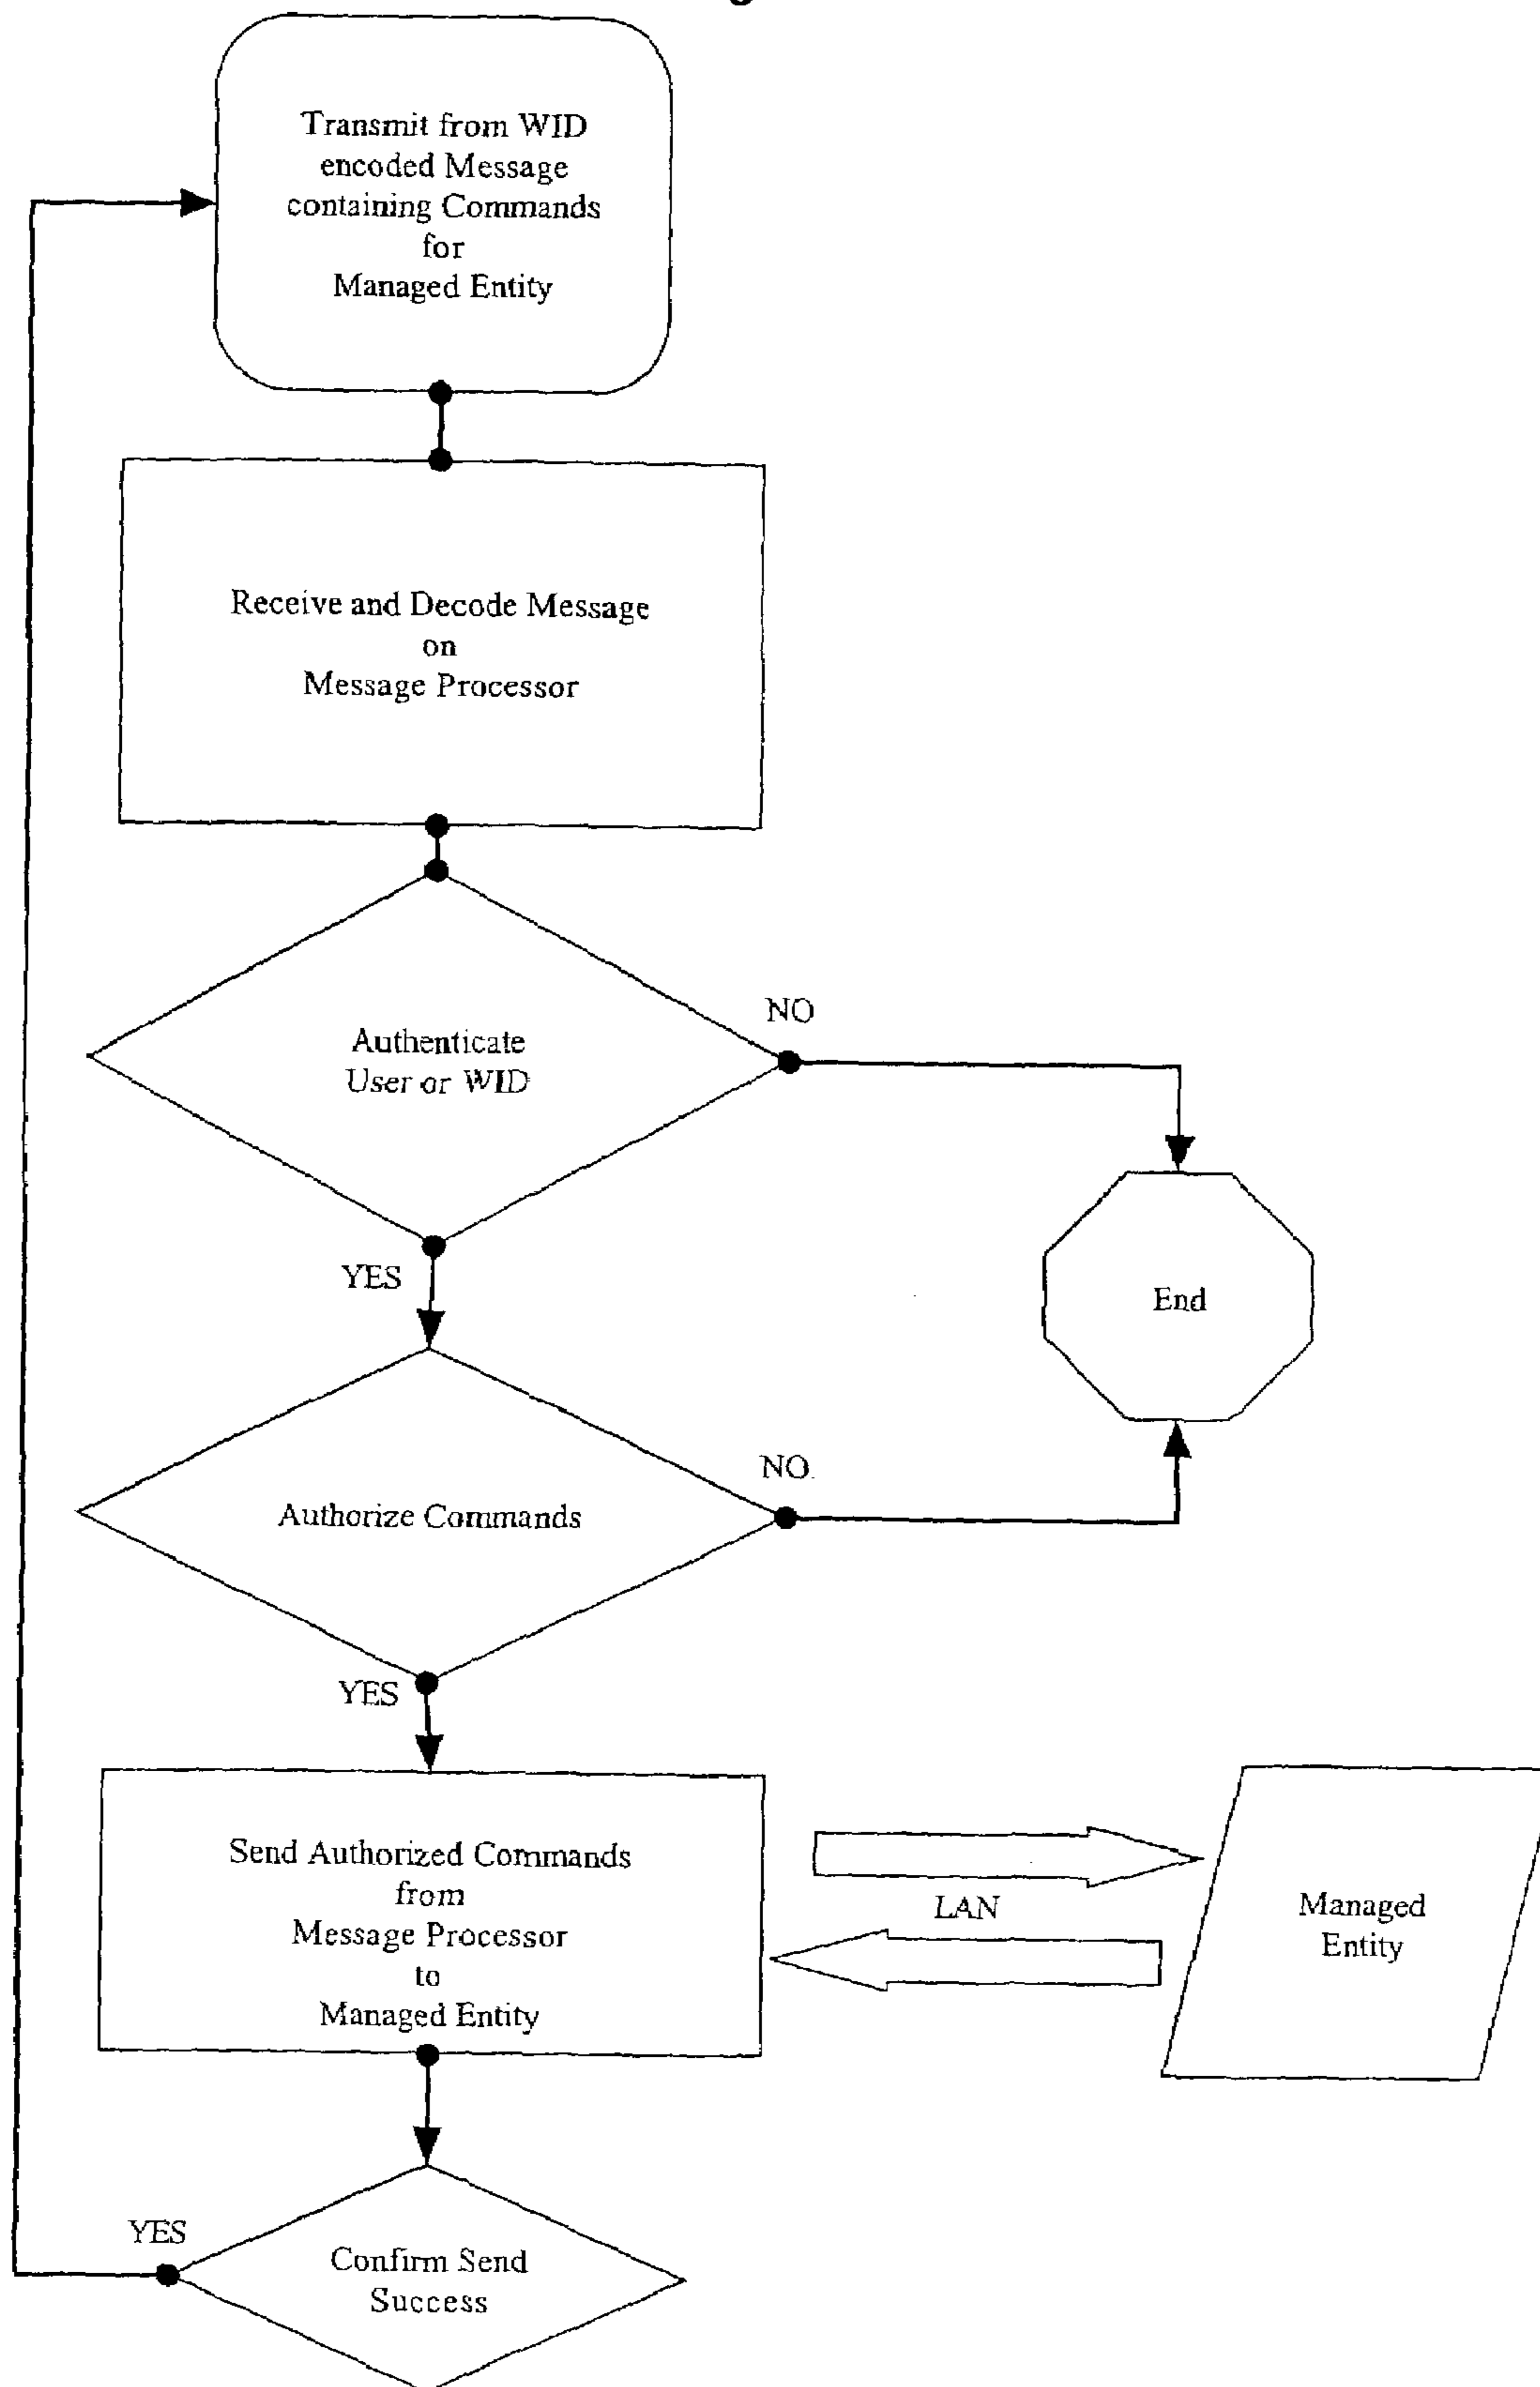 Transmit from WID
encoded Message
containing Commands
for
Managed Entity
Receive and Decode Message
on
Message Processor
Authenticate
User or WID
NO
YES
End
Authorize Commands
NO
YES
Send Authorized Commands
from
Message Processor
to
Managed Entity
LAN
Managed
Entity
YES
Confirm Send
Success